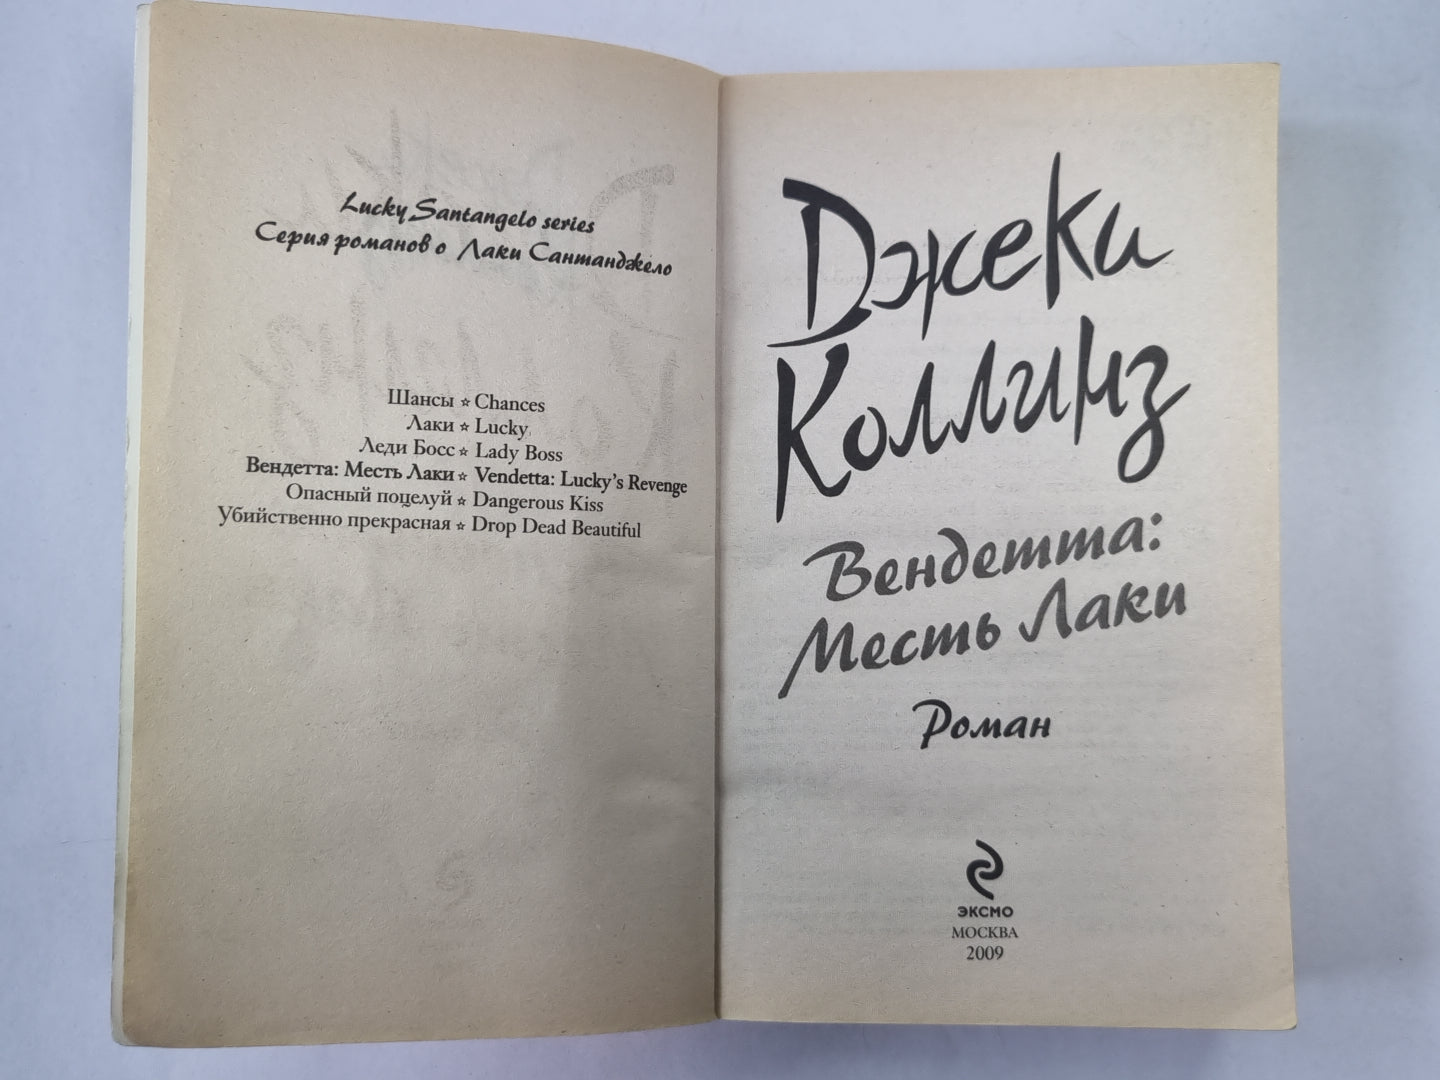 Lucky Santangelo series
Серия романов о Лаки Сантанджело
Шансы ☆ Chances
Лаки ☆ Lucky
Леди Босс ☆ Lady Boss
Вендетта: Месть Лаки ☆ Vendetta: Lucky's Revenge
Опасный поцелуй ☆ Dangerous Kiss
Убийственно прекрасная ☆ Drop Dead Beautiful
Джеки
Коллинз
Вендетта:
Месть Лаки
Роман
ЭКСМО
МОСКВА
2009